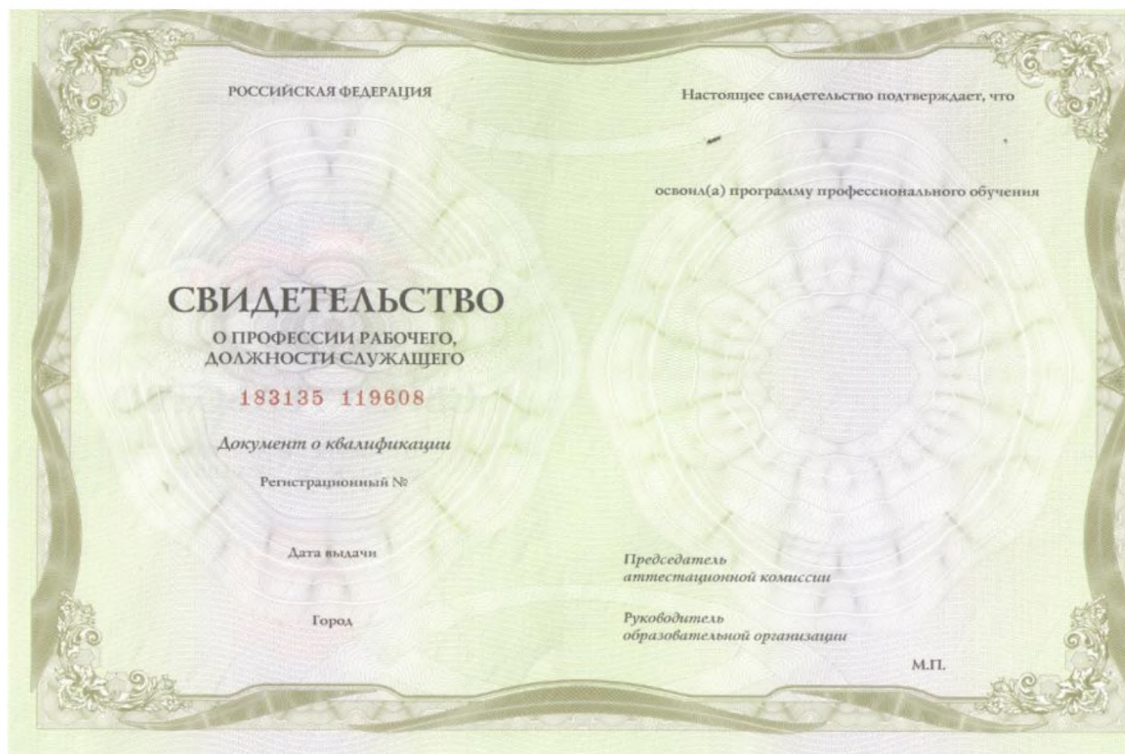 РОССИЙСКАЯ ФЕДЕРАЦИЯ
СВИДЕТЕЛЬСТВО
О ПРОФЕССИИ РАБОЧЕГО,
ДОЛЖНОСТИ СЛУЖАЩЕГО
183135 119608
Документ о квалификации
Регистрационный №
Дата выдачи
Город
Настоящее свидетельство подтверждает, что
освоил(а) программу профессионального обучения
Председатель
аттестационной комиссии
Руководитель
образовательной организации
М.П.